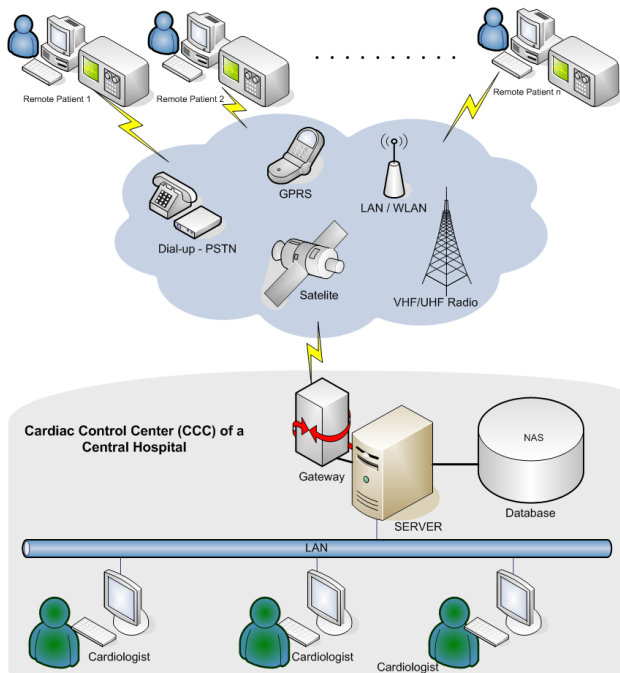 Remote Patient 1
Remote Patient 2
Remote Patient n
GPRS
LAN / WLAN
Dial-up - PSTN
Satelite
VHF/UHF Radio
Cardiac Control Center (CCC) of a
Central Hospital
NAS
Gateway
Database
SERVER
LAN
Cardiologist
Cardiologist
Cardiologist